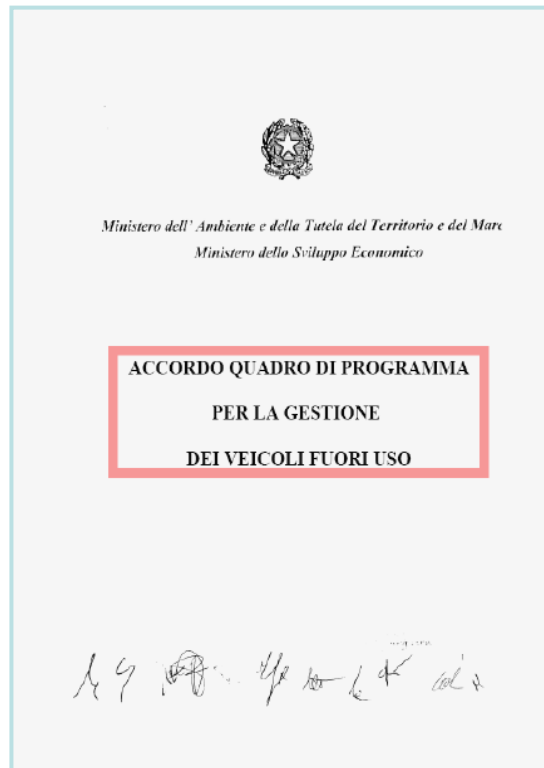 Ministero dell' Ambiente e della Tutela del Territorio e del Mare
Ministero dello Sviluppo Economico
ACCORDO QUADRO DI PROGRAMMA
PER LA GESTIONE
DEI VEICOLI FUORI USO